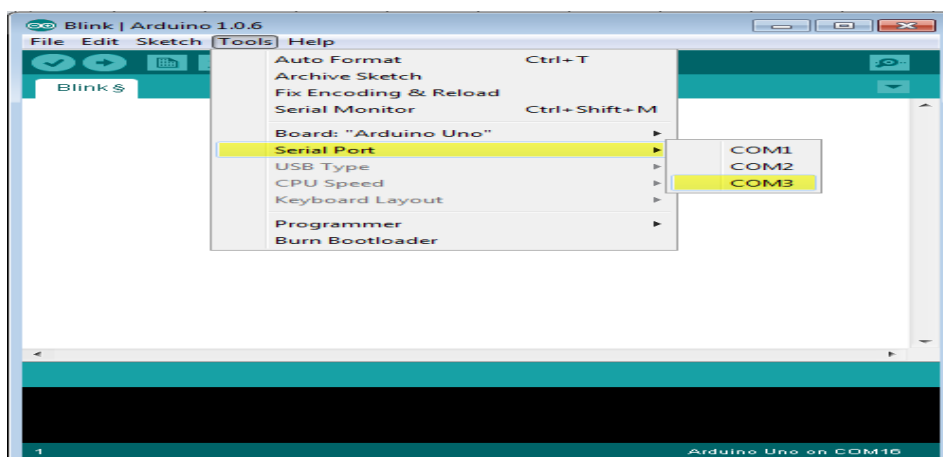 Blink | Arduino 1.0.6
File Edit Sketch Tools Help
Blink §
Auto Format Ctrl+T
Archive Sketch
Fix Encoding & Reload
Serial Monitor Ctrl+Shift+M
Board: "Arduino Uno"
Serial Port
COM1
USB Type
COM2
CPU Speed
COM3
Keyboard Layout
Programmer
Burn Bootloader
1 Arduino Uno on COM16